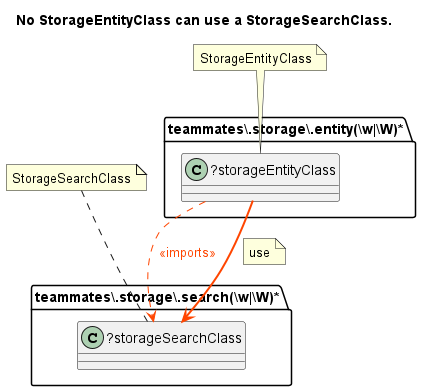 No StorageEntityClass can use a StorageSearchClass.
StorageEntityClass
teammates\.storage\.entity(\w|\W)*
C ?storageEntityClass
StorageSearchClass
«imports»
use
teammates\.storage\.search(\w|\W)*
C ?storageSearchClass